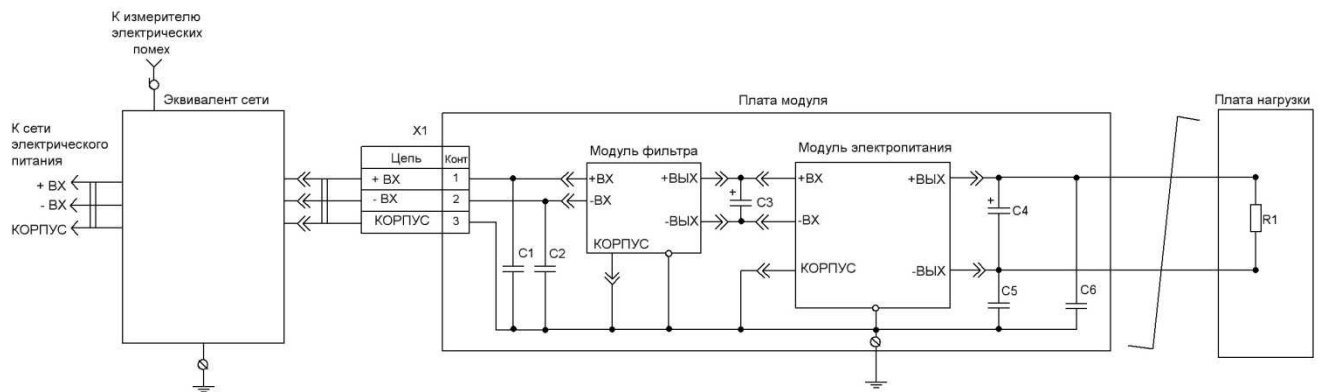 К измерителю
электрических
помех
Эквивалент сети
Плата модуля
Плата нагрузки
К сети
электрического
питания
+ ВХ
- ВХ
КОРПУС
X1
Цепь Конт
+ ВХ 1
- ВХ 2
КОРПУС 3
C1
C2
Модуль фильтра
+ВХ
-ВХ
+ВЫХ
-ВЫХ
КОРПУС
+
C3
Модуль электропитания
+ВХ
-ВХ
КОРПУС
+ВЫХ
-ВЫХ
+
C4
C5
C6
R1